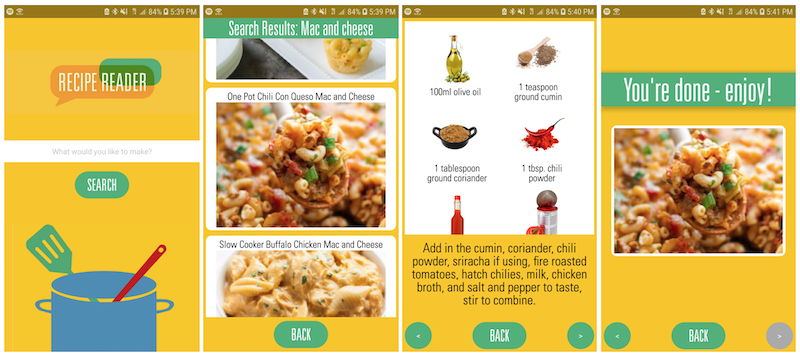 84% 5:39 PM
RECIPE READER
What would you like to make?
SEARCH
84% 5:39 PM
Search Results: Mac and cheese
One Pot Chili Con Queso Mac and Cheese
Slow Cooker Buffalo Chicken Mac and Cheese
BACK
84% 5:40 PM
100ml olive oil
1 teaspoon
ground cumin
1 tablespoon
ground coriander
1 tbsp. chili
powder
Add in the cumin, coriander, chili
powder, sriracha if using, fire roasted
tomatoes, hatch chilies, milk, chicken
broth, and salt and pepper to taste,
stir to combine.
< BACK >
84% 5:41 PM
You're done - enjoy!
< BACK >